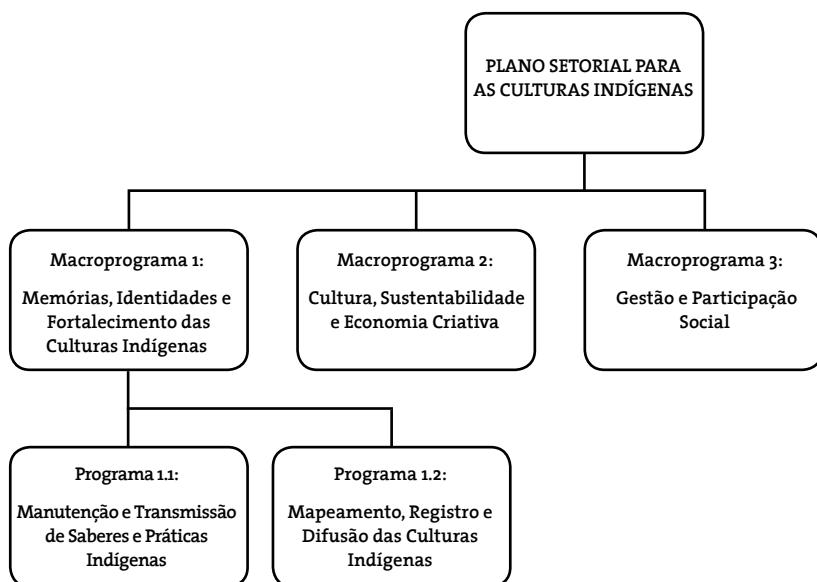 PLANO SETORIAL PARA
AS CULTURAS INDÍGENAS
Macroprograma 1:
Memórias, Identidades e
Fortalecimento das
Culturas Indígenas
Macroprograma 2:
Cultura, Sustentabilidade
e Economia Criativa
Macroprograma 3:
Gestão e Participação
Social
Programa 1.1:
Manutenção e Transmissão
de Saberes e Práticas
Indígenas
Programa 1.2:
Mapeamento, Registro e
Difusão das Culturas
Indígenas